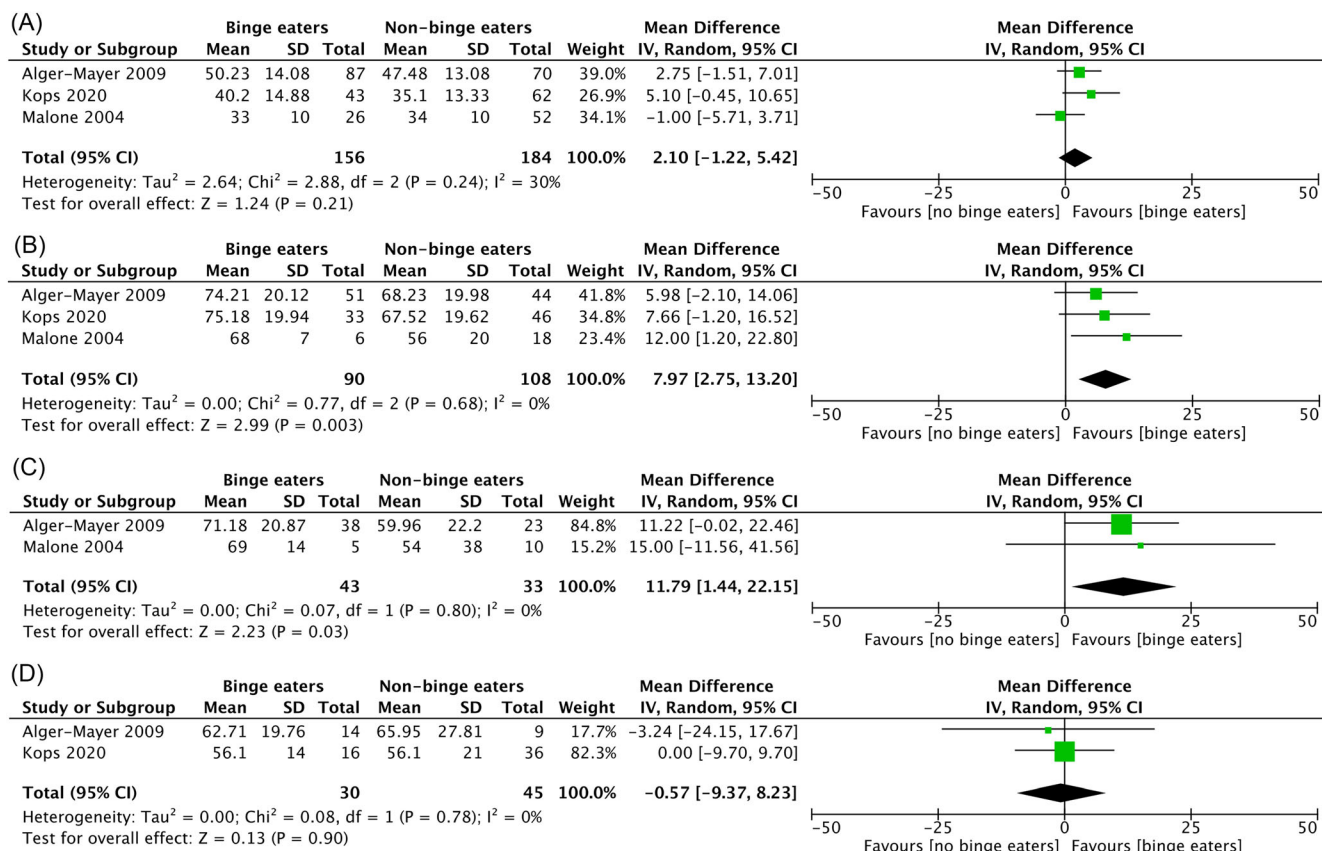 (A)
Binge eaters Non-binge eaters Mean Difference Mean Difference
Study or Subgroup Mean SD Total Mean SD Total Weight IV, Random, 95% CI IV, Random, 95% CI
Alger-Mayer 2009 50.23 14.08 87 47.48 13.08 70 39.0% 2.75 [-1.51, 7.01]
Kops 2020 40.2 14.88 43 35.1 13.33 62 26.9% 5.10 [-0.45, 10.65]
Malone 2004 33 10 26 34 10 52 34.1% -1.00 [-5.71, 3.71]
Total (95% CI) 156 184 100.0% 2.10 [-1.22, 5.42]
Heterogeneity: Tau² = 2.64; Chi² = 2.88, df = 2 (P = 0.24); I² = 30%
Test for overall effect: Z = 1.24 (P = 0.21)
-50 -25 0 25 50
Favours [no binge eaters] Favours [binge eaters]
(B)
Binge eaters Non-binge eaters Mean Difference Mean Difference
Study or Subgroup Mean SD Total Mean SD Total Weight IV, Random, 95% CI IV, Random, 95% CI
Alger-Mayer 2009 74.21 20.12 51 68.23 19.98 44 41.8% 5.98 [-2.10, 14.06]
Kops 2020 75.18 19.94 33 67.52 19.62 46 34.8% 7.66 [-1.20, 16.52]
Malone 2004 68 7 6 56 20 18 23.4% 12.00 [1.20, 22.80]
Total (95% CI) 90 108 100.0% 7.97 [2.75, 13.20]
Heterogeneity: Tau² = 0.00; Chi² = 0.77, df = 2 (P = 0.68); I² = 0%
Test for overall effect: Z = 2.99 (P = 0.003)
-50 -25 0 25 50
Favours [no binge eaters] Favours [binge eaters]
(C)
Binge eaters Non-binge eaters Mean Difference Mean Difference
Study or Subgroup Mean SD Total Mean SD Total Weight IV, Random, 95% CI IV, Random, 95% CI
Alger-Mayer 2009 71.18 20.87 38 59.96 22.2 23 84.8% 11.22 [-0.02, 22.46]
Malone 2004 69 14 5 54 38 10 15.2% 15.00 [-11.56, 41.56]
Total (95% CI) 43 33 100.0% 11.79 [1.44, 22.15]
Heterogeneity: Tau² = 0.00; Chi² = 0.07, df = 1 (P = 0.80); I² = 0%
Test for overall effect: Z = 2.23 (P = 0.03)
-50 -25 0 25 50
Favours [no binge eaters] Favours [binge eaters]
(D)
Binge eaters Non-binge eaters Mean Difference Mean Difference
Study or Subgroup Mean SD Total Mean SD Total Weight IV, Random, 95% CI IV, Random, 95% CI
Alger-Mayer 2009 62.71 19.76 14 65.95 27.81 9 17.7% -3.24 [-24.15, 17.67]
Kops 2020 56.1 14 16 56.1 21 36 82.3% 0.00 [-9.70, 9.70]
Total (95% CI) 30 45 100.0% -0.57 [-9.37, 8.23]
Heterogeneity: Tau² = 0.00; Chi² = 0.08, df = 1 (P = 0.78); I² = 0%
Test for overall effect: Z = 0.13 (P = 0.90)
-50 -25 0 25 50
Favours [no binge eaters] Favours [binge eaters]